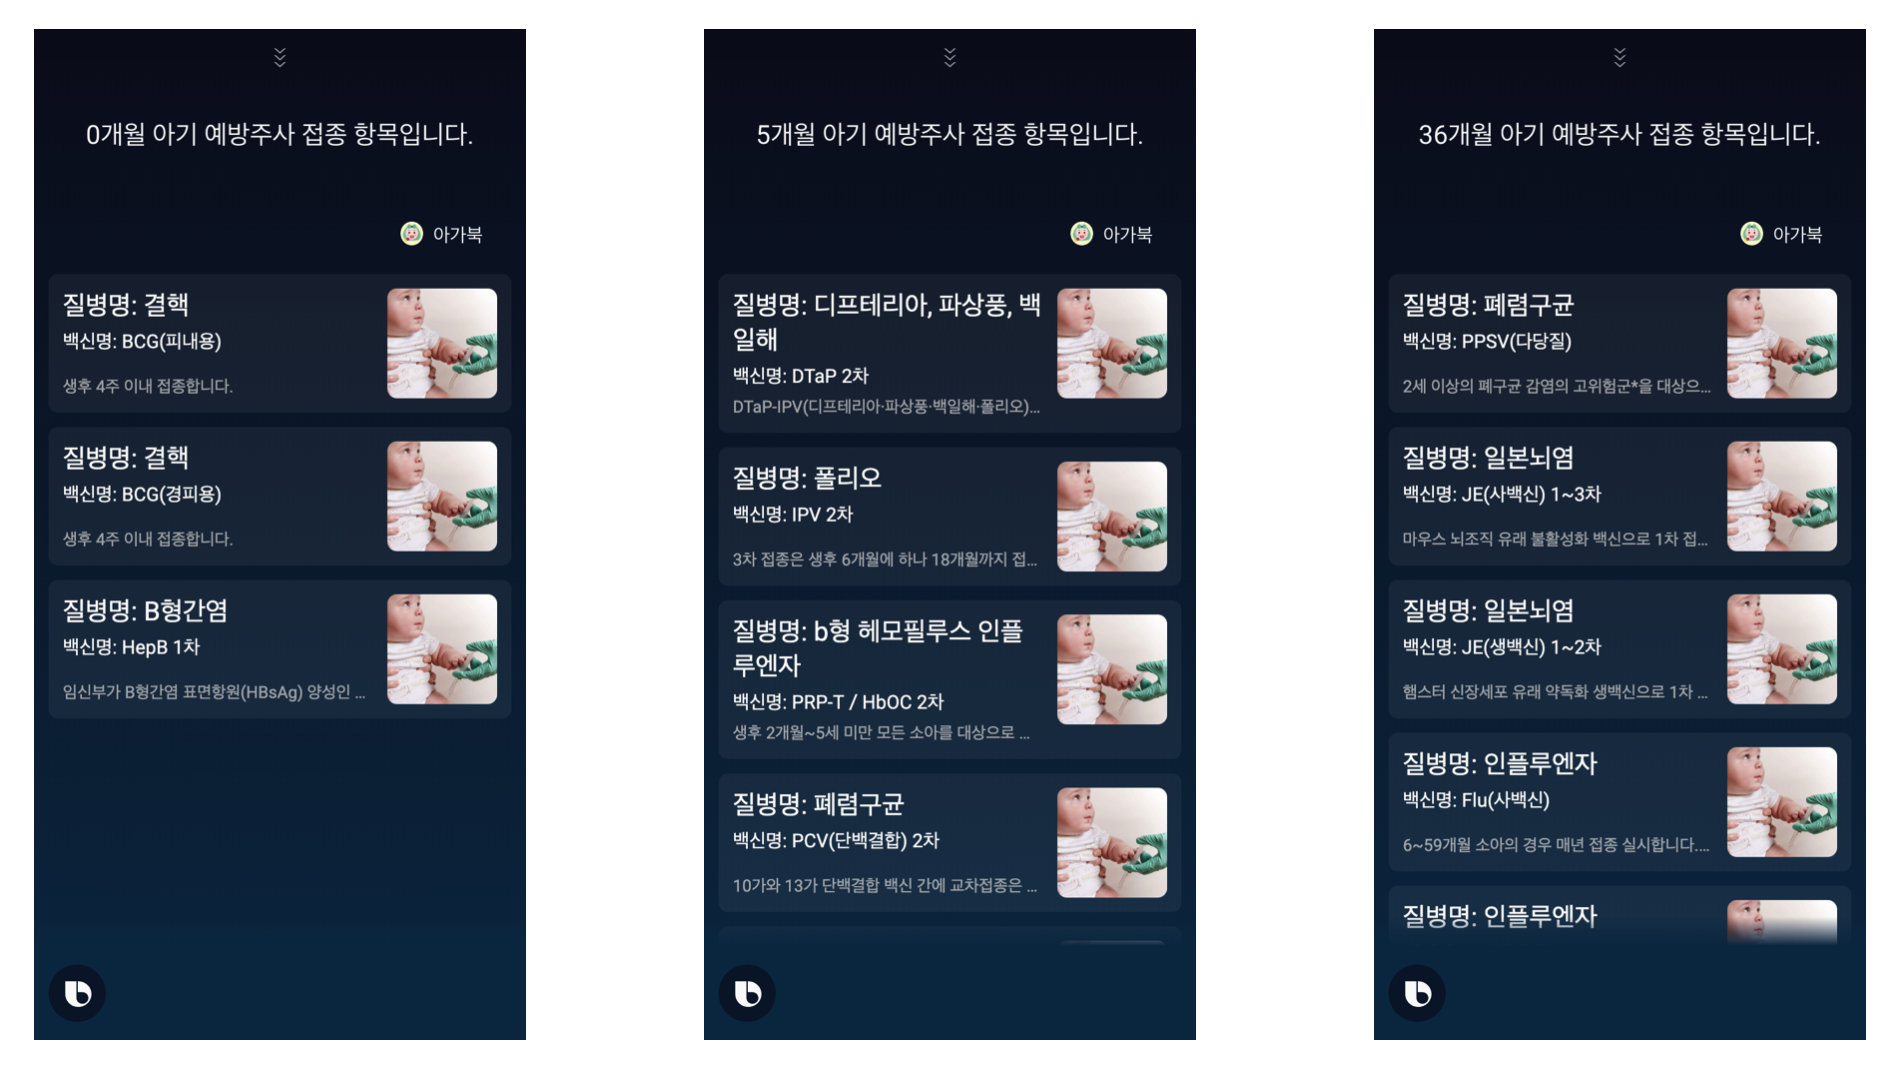 0개월 아기 예방주사 접종 항목입니다.
아가북
질병명: 결핵
백신명: BCG(피내용)
생후 4주 이내 접종합니다.
질병명: 결핵
백신명: BCG(경피용)
생후 4주 이내 접종합니다.
질병명: B형간염
백신명: HepB 1차
임신부가 B형간염 표면항원(HBsAg) 양성인 ...
5개월 아기 예방주사 접종 항목입니다.
아가북
질병명: 디프테리아, 파상풍, 백
일해
백신명: DTaP 2차
DTaP-IPV(디프테리아·파상풍·백일해·폴리오)...
질병명: 폴리오
백신명: IPV 2차
3차 접종은 생후 6개월에 하나 18개월까지 접...
질병명: b형 헤모필루스 인플
루엔자
백신명: PRP-T / HbOC 2차
생후 2개월~5세 미만 모든 소아를 대상으로 ...
질병명: 폐렴구균
백신명: PCV(단백결합) 2차
10가와 13가 단백결합 백신 간에 교차접종은 ...
36개월 아기 예방주사 접종 항목입니다.
아가북
질병명: 폐렴구균
백신명: PPSV(다당질)
2세 이상의 폐구균 감염의 고위험군*을 대상으...
질병명: 일본뇌염
백신명: JE(사백신) 1~3차
마우스 뇌조직 유래 불활성화 백신으로 1차 접...
질병명: 일본뇌염
백신명: JE(생백신) 1~2차
햄스터 신장세포 유래 약독화 생백신으로 1차 ...
질병명: 인플루엔자
백신명: Flu(사백신)
6~59개월 소아의 경우 매년 접종 실시합니다....
질병명: 인플루엔자